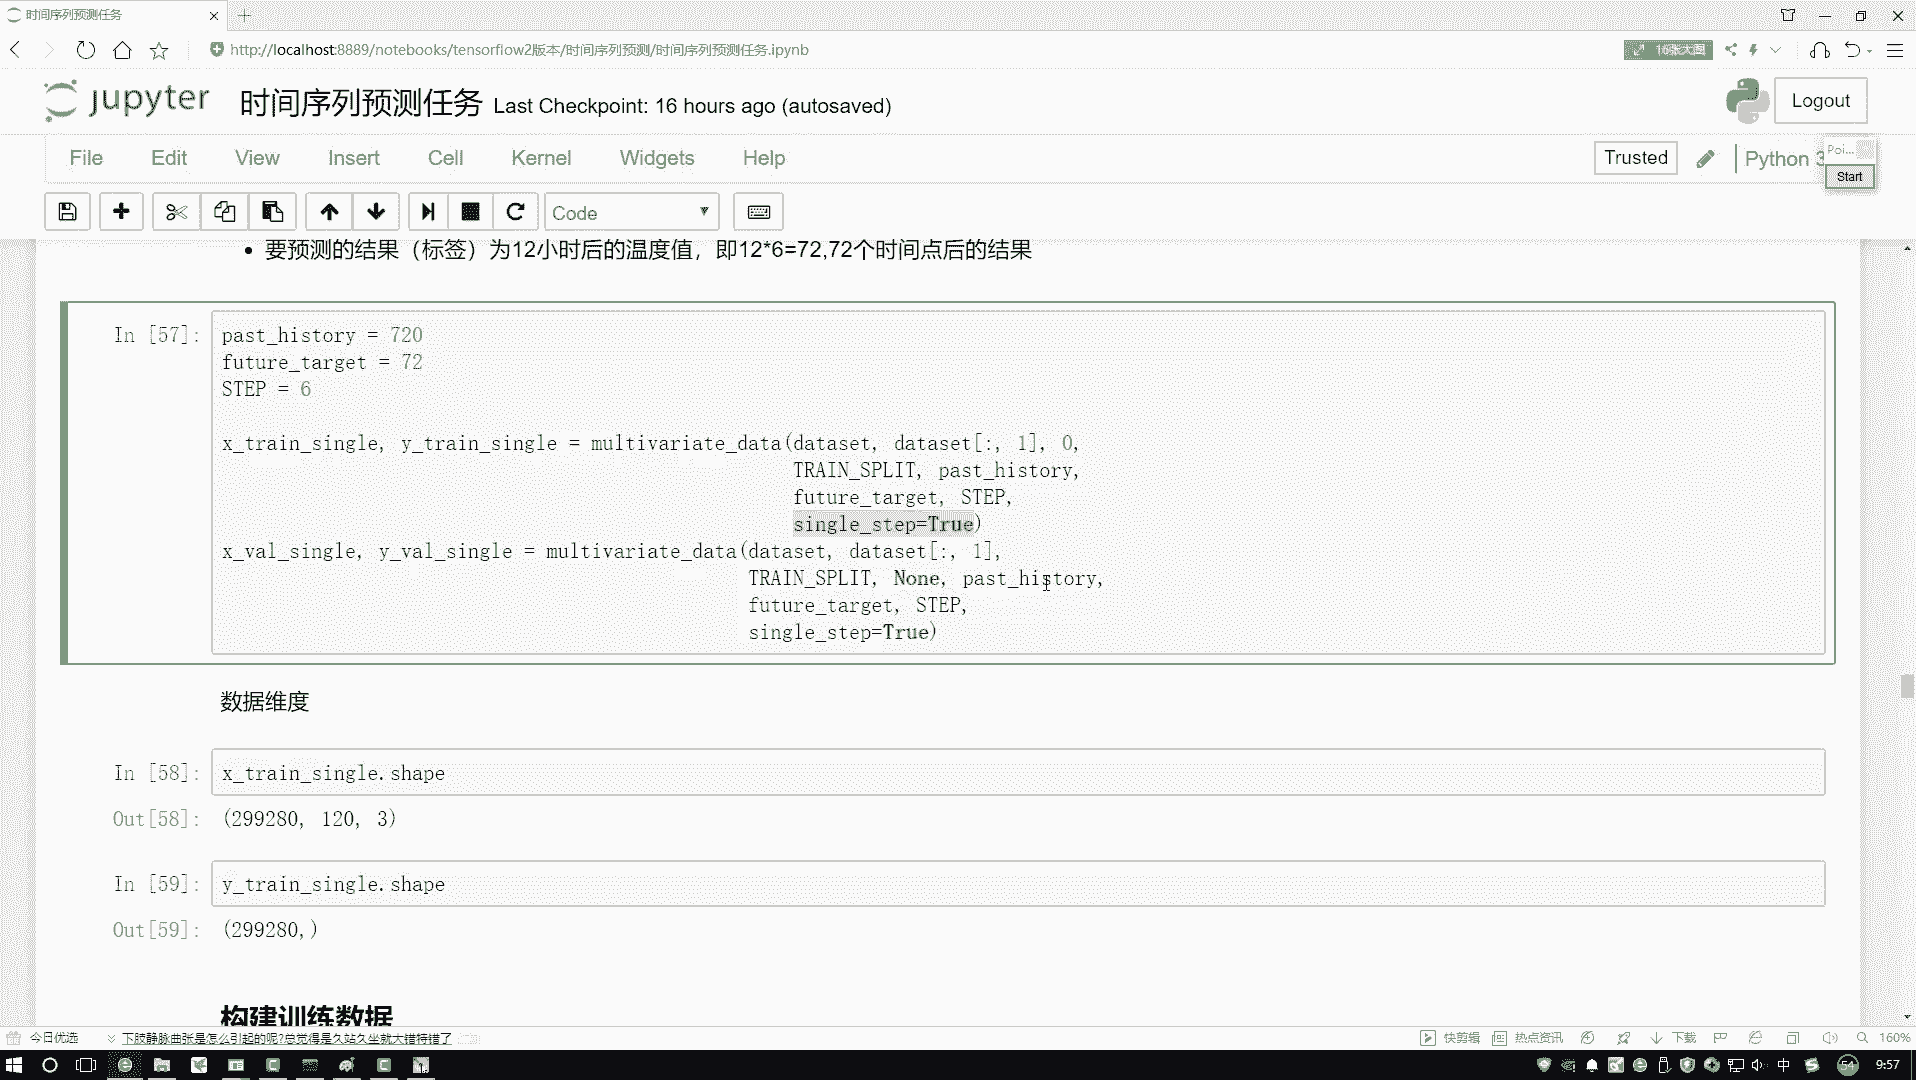 时间序列预测任务
http://localhost:8889/notebooks/tensorflow2版本/时间序列预测/时间序列预测任务.ipynb
16张大图
jupyter 时间序列预测任务 Last Checkpoint: 16 hours ago (autosaved)
Logout
File Edit View Insert Cell Kernel Widgets Help
Trusted
Python 3
Poi...
Start
Code
要预测的结果（标签）为12小时后的温度值，即12*6=72,72个时间点后的结果
In [57]: past_history = 720
future_target = 72
STEP = 6
x_train_single, y_train_single = multivariate_data(dataset, dataset[:, 1], 0,
TRAIN_SPLIT, past_history,
future_target, STEP,
single_step=True)
x_val_single, y_val_single = multivariate_data(dataset, dataset[:, 1],
TRAIN_SPLIT, None, past_history,
future_target, STEP,
single_step=True)
数据维度
In [58]: x_train_single.shape
Out[58]: (299280, 120, 3)
In [59]: y_train_single.shape
Out[59]: (299280,)
构建训练数据
今日优选
下肢静脉曲张是怎么引起的呢?总觉得是久站久坐就大错特错了
快剪辑 热点资讯 下载 160%
中 54 9:57